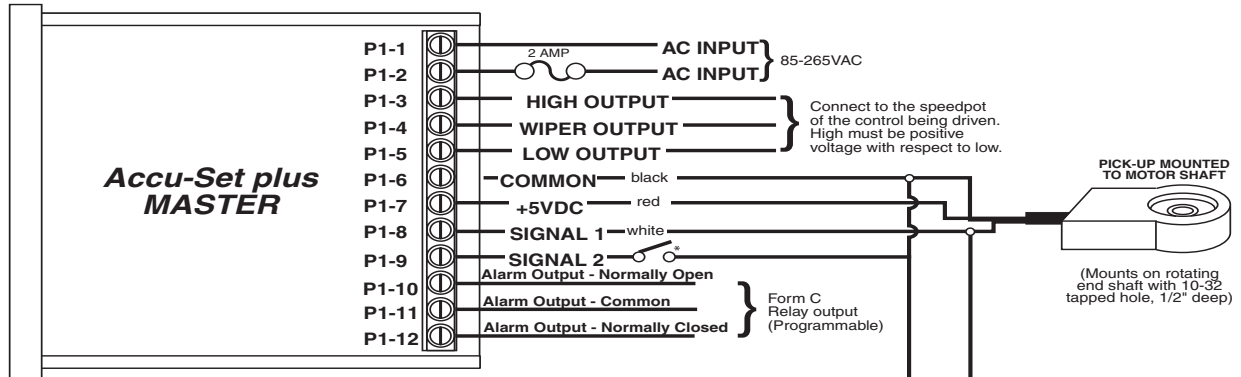 P1-1
AC INPUT
P1-2
2 AMP
AC INPUT
85-265VAC
P1-3
HIGH OUTPUT
P1-4
WIPER OUTPUT
P1-5
LOW OUTPUT
Connect to the speedpot
of the control being driven.
High must be positive
voltage with respect to low.
Accu-Set plus
MASTER
P1-6
COMMON
black
P1-7
+5VDC
red
P1-8
SIGNAL 1
white
P1-9
SIGNAL 2
*
P1-10
Alarm Output - Normally Open
P1-11
Alarm Output - Common
P1-12
Alarm Output - Normally Closed
Form C
Relay output
(Programmable)
PICK-UP MOUNTED
TO MOTOR SHAFT
(Mounts on rotating
end shaft with 10-32
tapped hole, 1/2" deep)